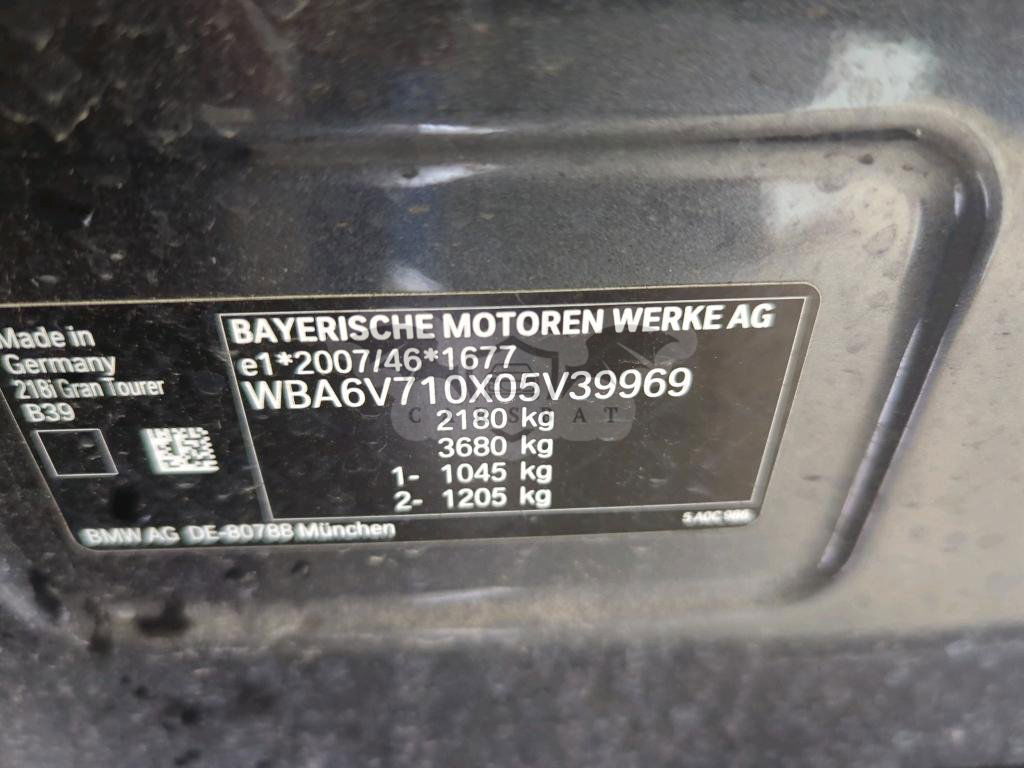 Made in
Germany
218i Gran Tourer
B39
BAYERISCHE MOTOREN WERKE AG
e1*2007/46*1677
WBA6V710X05V39969
2180 kg
3680 kg
1- 1045 kg
2- 1205 kg
BMW AG DE-80788 München